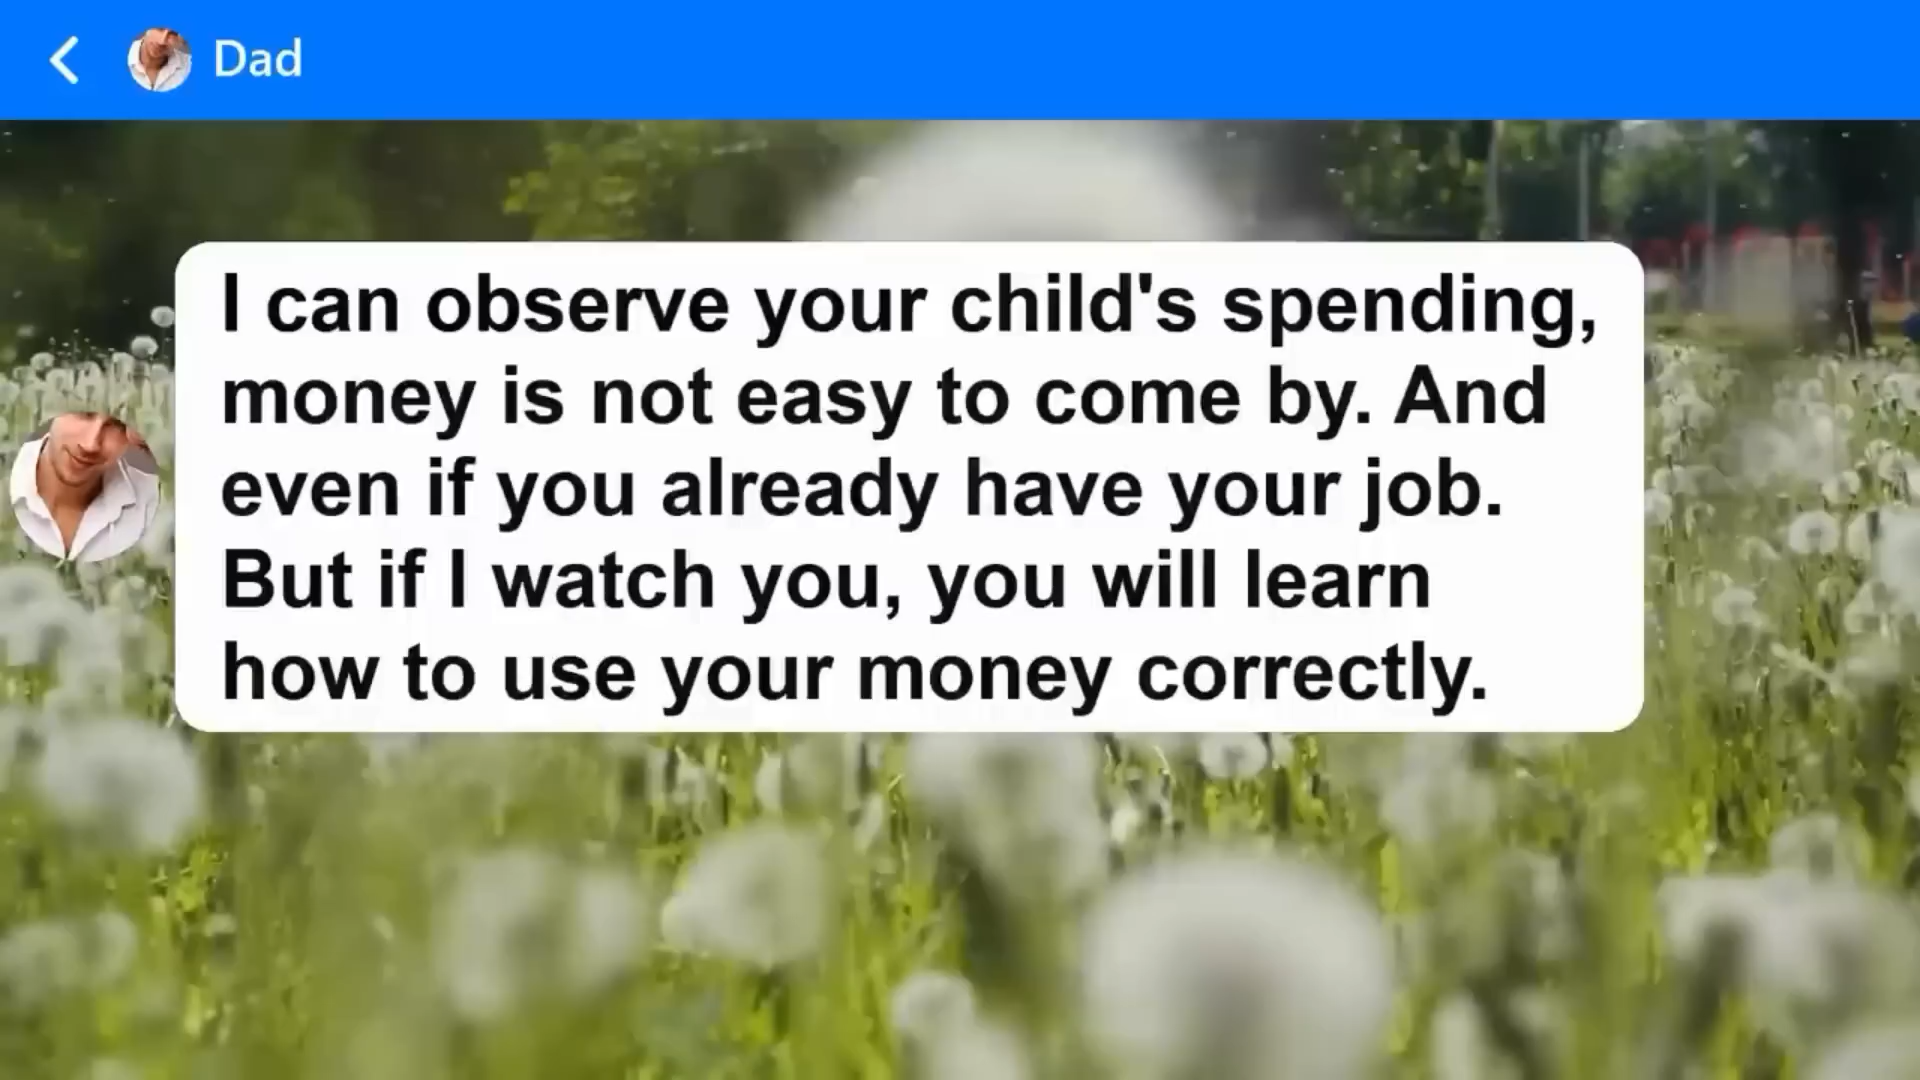 Dad
I can observe your child's spending,
money is not easy to come by. And
even if you already have your job.
But if I watch you, you will learn
how to use your money correctly.